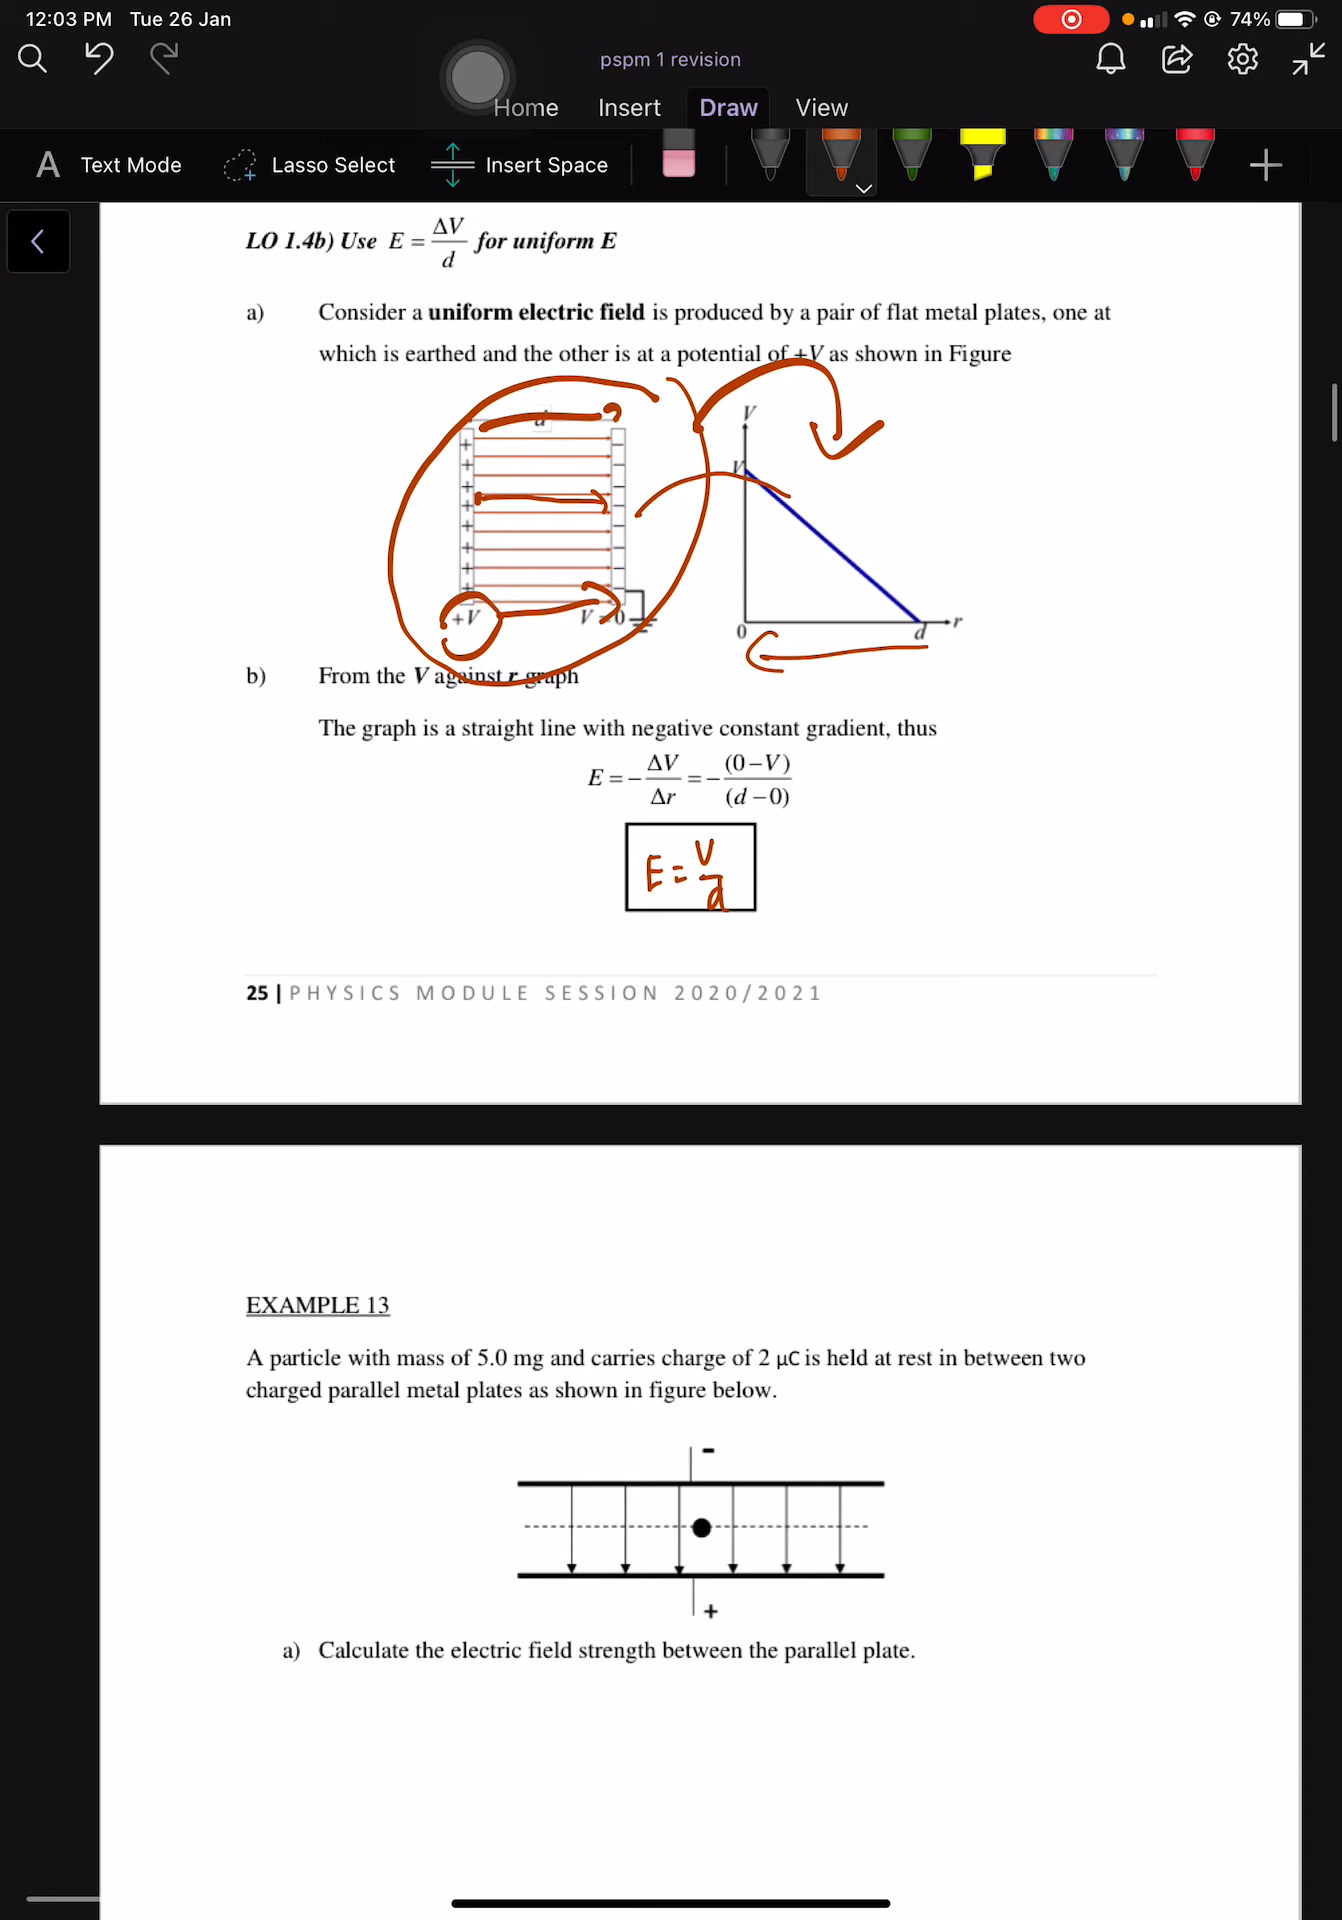 12:03 PM Tue 26 Jan
74%
pspm 1 revision
Home Insert Draw View
A Text Mode Lasso Select Insert Space
LO 1.4b) Use E = ΔV/d for uniform E
a) Consider a uniform electric field is produced by a pair of flat metal plates, one at
which is earthed and the other is at a potential of +V as shown in Figure
d
V
V
+V V = 0
0 d r
b) From the V against r graph
The graph is a straight line with negative constant gradient, thus
E = − ΔV/Δr = − (0−V)/(d−0)
E = V/d
25 | PHYSICS MODULE SESSION 2020/2021
EXAMPLE 13
A particle with mass of 5.0 mg and carries charge of 2 μC is held at rest in between two
charged parallel metal plates as shown in figure below.
-
+
a) Calculate the electric field strength between the parallel plate.